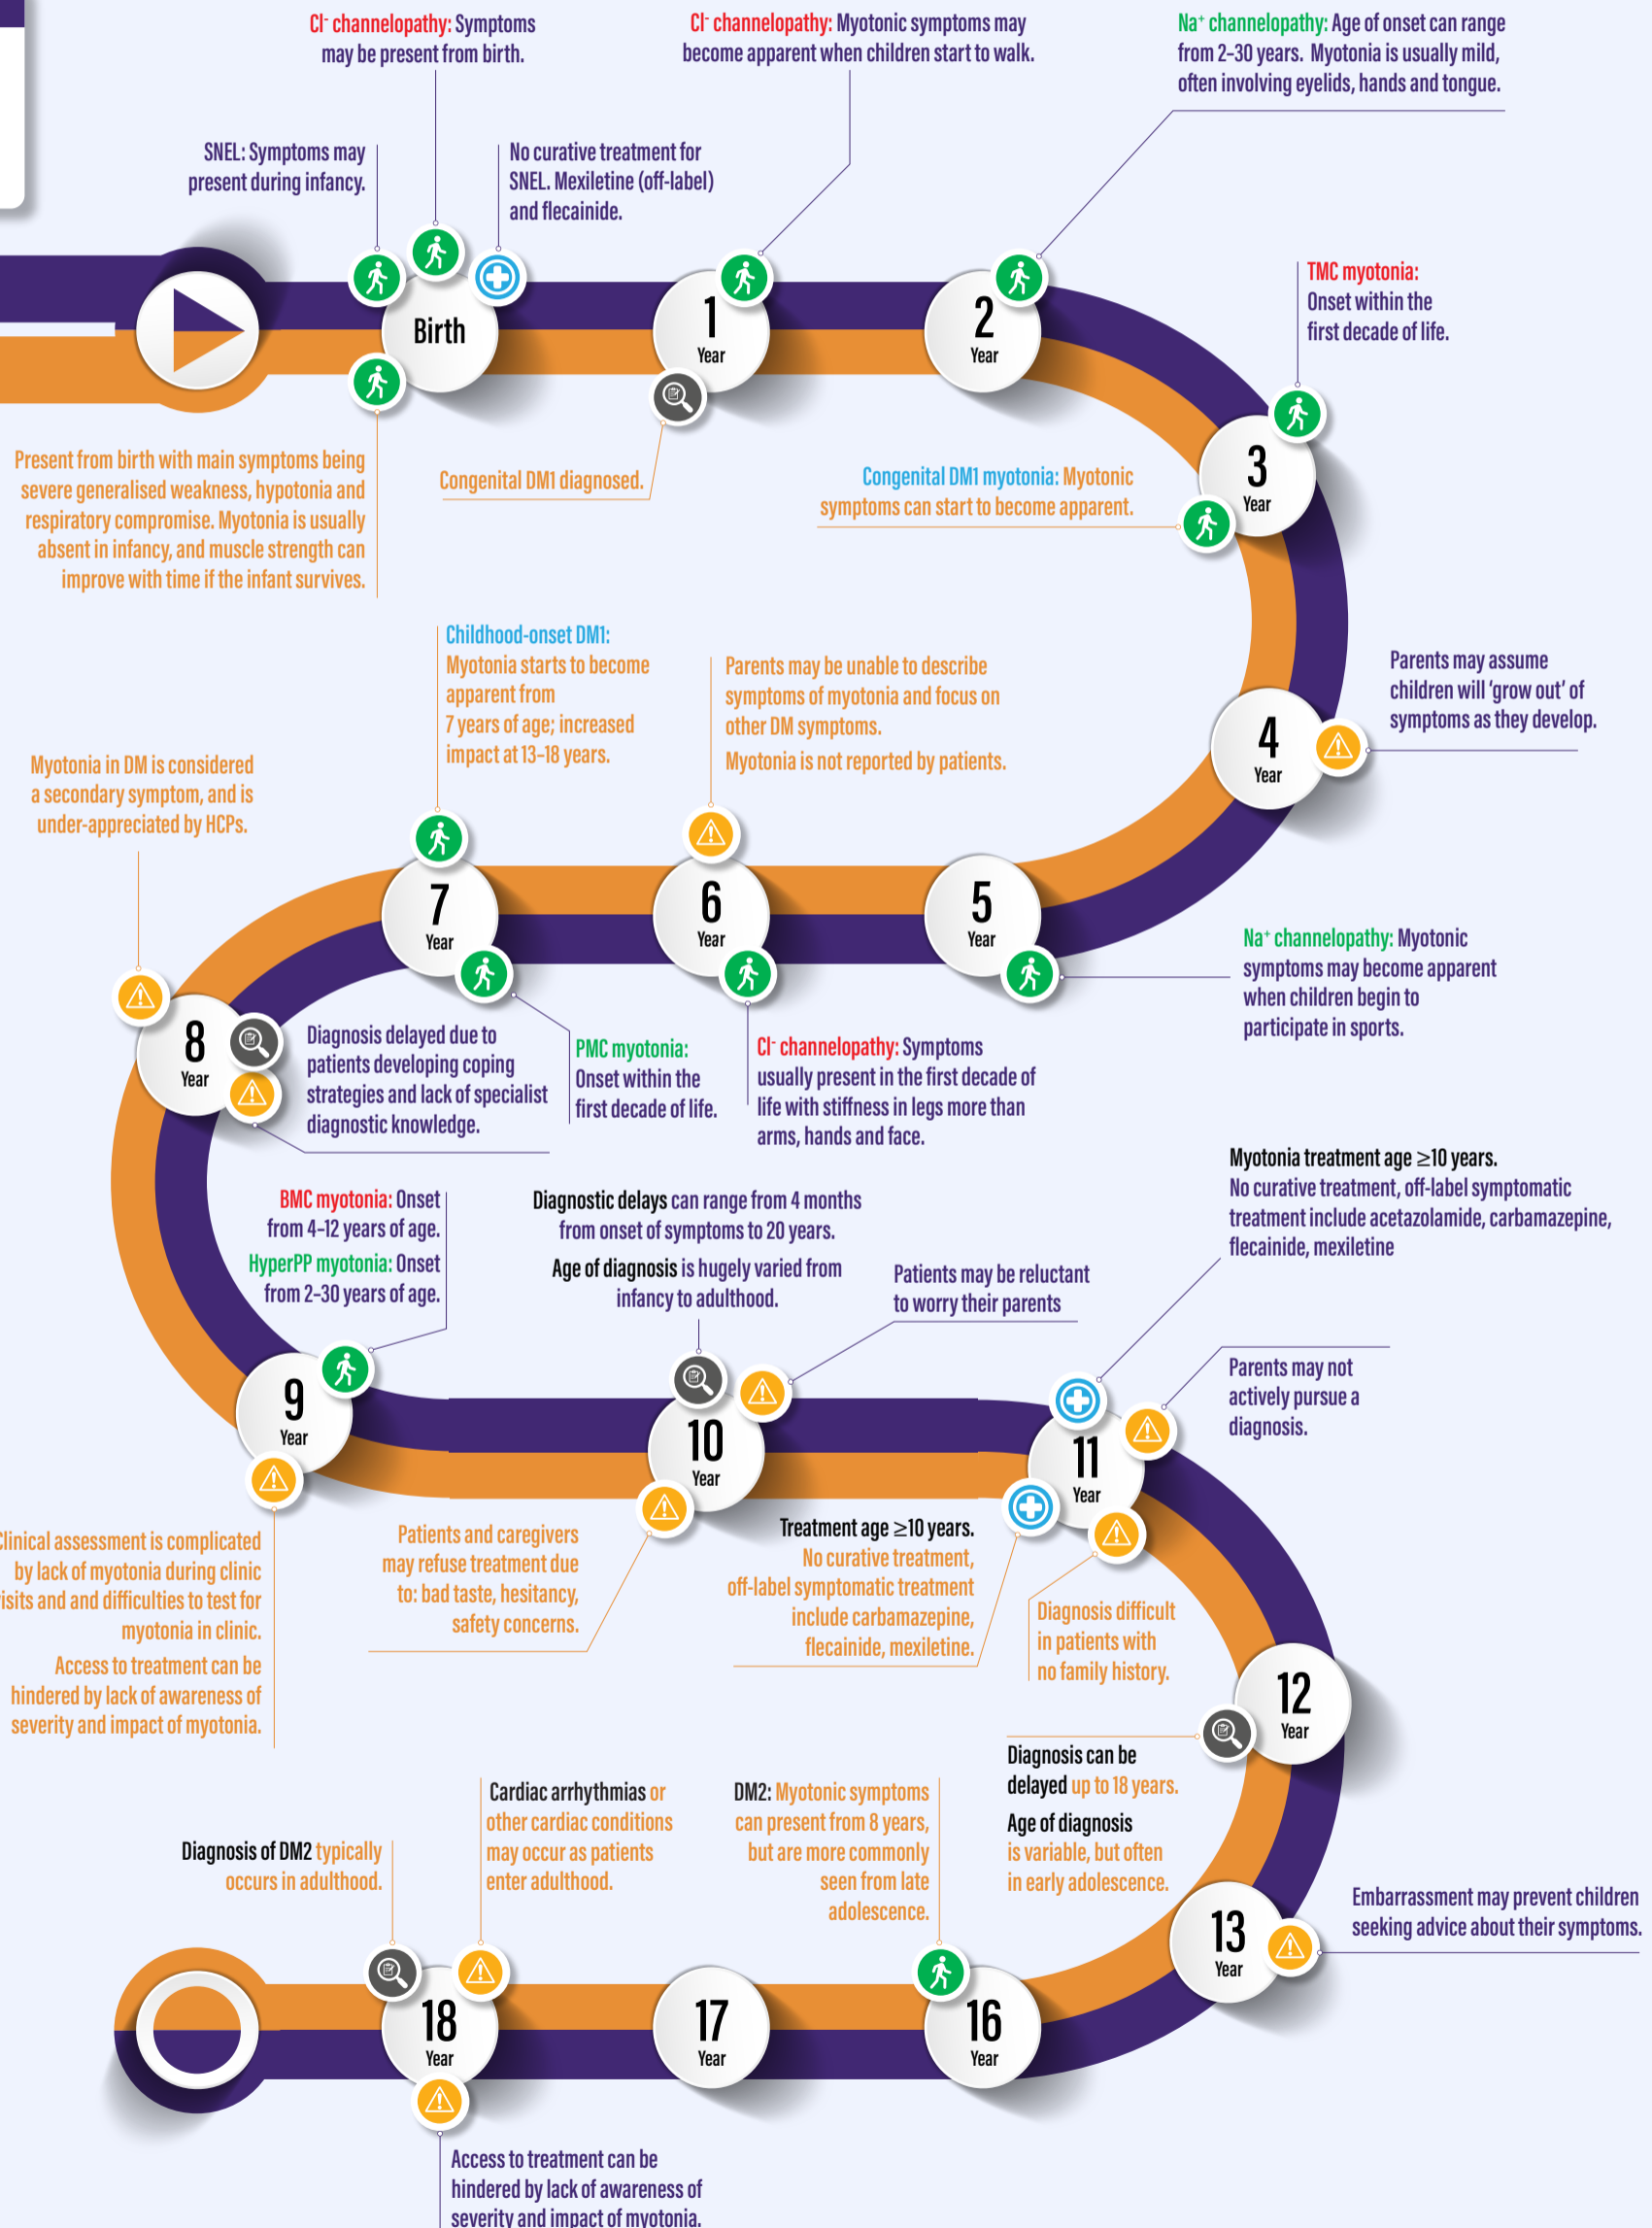 Cl⁻ channelopathy: Symptoms
may be present from birth.
Cl⁻ channelopathy: Myotonic symptoms may
become apparent when children start to walk.
Na⁺ channelopathy: Age of onset can range
from 2–30 years. Myotonia is usually mild,
often involving eyelids, hands and tongue.
SNEL: Symptoms may
present during infancy.
No curative treatment for
SNEL. Mexiletine (off-label)
and flecainide.
TMC myotonia:
Onset within the
first decade of life.
Birth
1
Year
2
Year
3
Year
Present from birth with main symptoms being
severe generalised weakness, hypotonia and
respiratory compromise. Myotonia is usually
absent in infancy, and muscle strength can
improve with time if the infant survives.
Congenital DM1 diagnosed.
Congenital DM1 myotonia: Myotonic
symptoms can start to become apparent.
Parents may assume
children will ‘grow out’ of
symptoms as they develop.
4
Year
Childhood-onset DM1:
Myotonia starts to become
apparent from
7 years of age; increased
impact at 13–18 years.
Parents may be unable to describe
symptoms of myotonia and focus on
other DM symptoms.
Myotonia is not reported by patients.
Myotonia in DM is considered
a secondary symptom, and is
under-appreciated by HCPs.
7
Year
6
Year
5
Year
Na⁺ channelopathy: Myotonic
symptoms may become apparent
when children begin to
participate in sports.
8
Year
Diagnosis delayed due to
patients developing coping
strategies and lack of specialist
diagnostic knowledge.
PMC myotonia:
Onset within the
first decade of life.
Cl⁻ channelopathy: Symptoms
usually present in the first decade of
life with stiffness in legs more than
arms, hands and face.
BMC myotonia: Onset
from 4–12 years of age.
HyperPP myotonia: Onset
from 2–30 years of age.
Diagnostic delays can range from 4 months
from onset of symptoms to 20 years.
Age of diagnosis is hugely varied from
infancy to adulthood.
Patients may be reluctant
to worry their parents
Myotonia treatment age ≥10 years.
No curative treatment, off-label symptomatic
treatment include acetazolamide, carbamazepine,
flecainide, mexiletine
Parents may not
actively pursue a
diagnosis.
9
Year
10
Year
11
Year
Clinical assessment is complicated
by lack of myotonia during clinic
visits and and difficulties to test for
myotonia in clinic.
Access to treatment can be
hindered by lack of awareness of
severity and impact of myotonia.
Patients and caregivers
may refuse treatment due
to: bad taste, hesitancy,
safety concerns.
Treatment age ≥10 years.
No curative treatment,
off-label symptomatic treatment
include carbamazepine,
flecainide, mexiletine.
Diagnosis difficult
in patients with
no family history.
12
Year
Diagnosis can be
delayed up to 18 years.
Age of diagnosis
is variable, but often
in early adolescence.
Diagnosis of DM2 typically
occurs in adulthood.
Cardiac arrhythmias or
other cardiac conditions
may occur as patients
enter adulthood.
DM2: Myotonic symptoms
can present from 8 years,
but are more commonly
seen from late
adolescence.
13
Year
Embarrassment may prevent children
seeking advice about their symptoms.
18
Year
17
Year
16
Year
Access to treatment can be
hindered by lack of awareness of
severity and impact of myotonia.